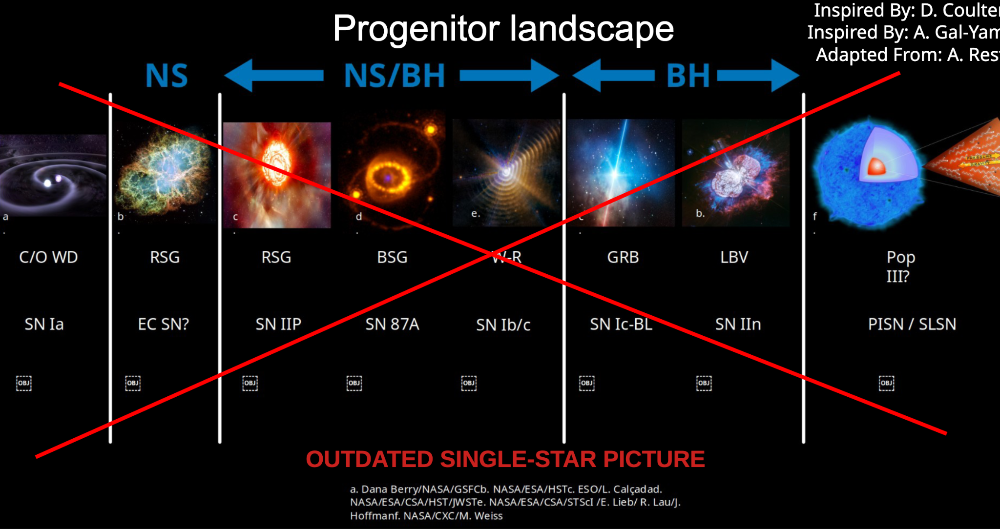 Progenitor landscape
Inspired By: D. Coulter
Inspired By: A. Gal-Yam
Adapted From: A. Rest
NS
NS/BH
BH
PRESSURE
GRAVITY
a
.
b
.
c
.
d
.
e.
c
.
b.
f
.
C/O WD
RSG
RSG
BSG
W-R
GRB
LBV
Pop
III?
SN Ia
EC SN?
SN IIP
SN 87A
SN Ib/c
SN Ic-BL
SN IIn
PISN / SLSN
OBJ
OBJ
OBJ
OBJ
OBJ
OBJ
OBJ
OBJ
OUTDATED SINGLE-STAR PICTURE
a. Dana Berry/NASA/GSFCb. NASA/ESA/HSTc. ESO/L. Calçadad.
NASA/ESA/CSA/HST/JWSTe. NASA/ESA/CSA/STScI /E. Lieb/ R. Lau/J.
Hoffmanf. NASA/CXC/M. Weiss